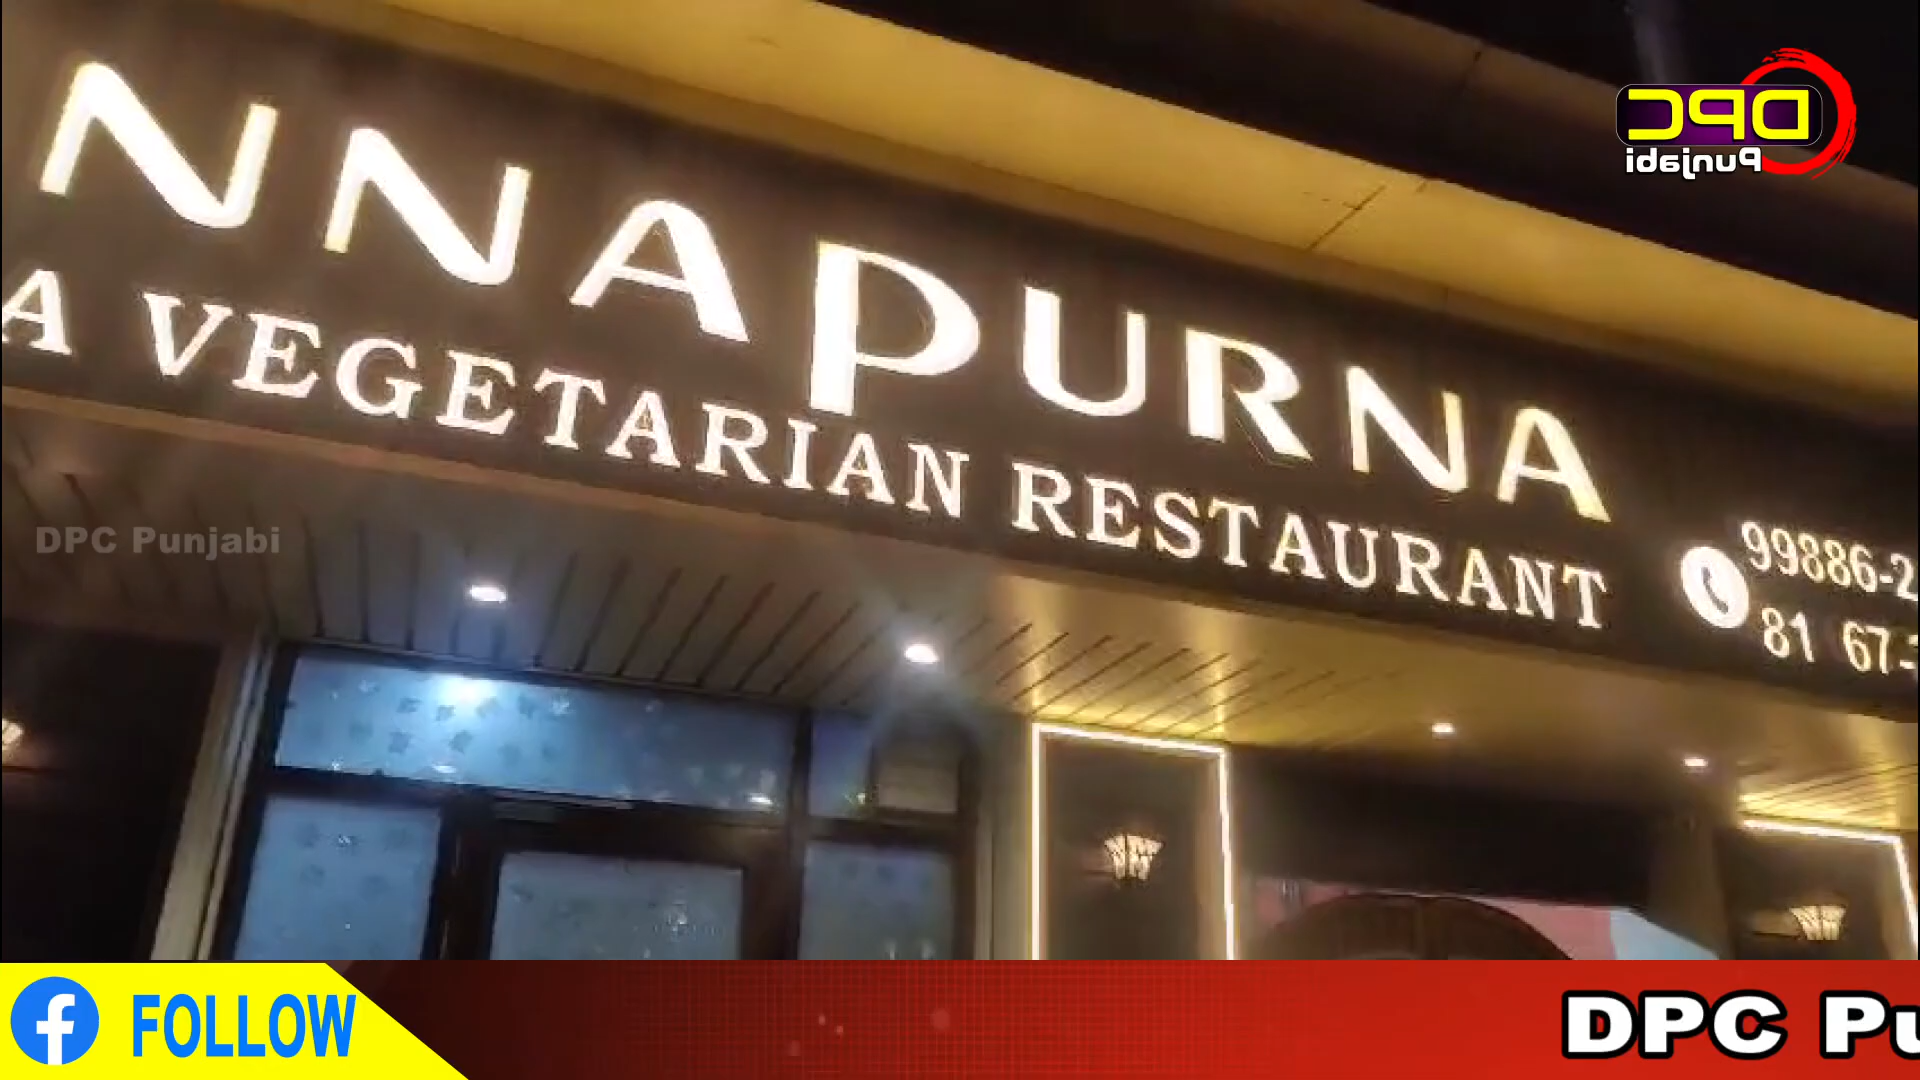 DPC
Punjabi
NNAPURNA
A VEGETARIAN RESTAURANT
99886-2
81 67-
DPC Punjabi
FOLLOW
DPC Pu